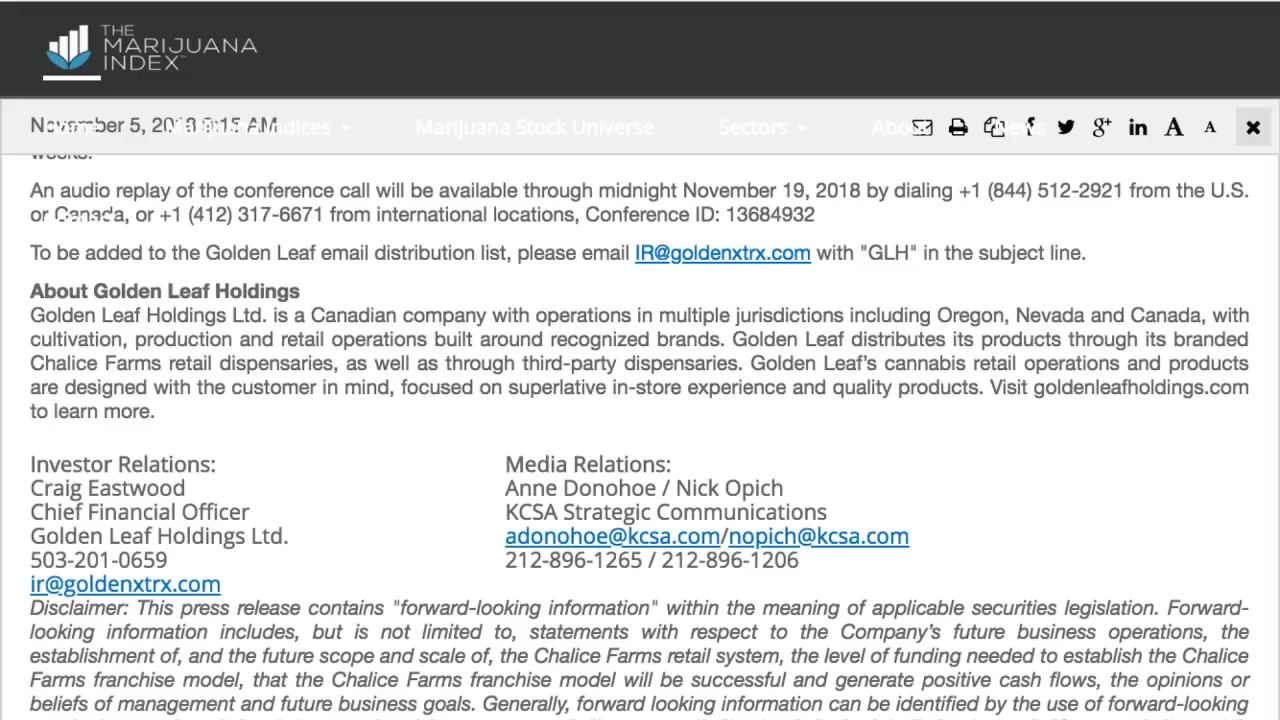 THE
MARIJUANA
INDEX™
November 5, 2018 9:15 AM
Home Marijuana Indices Marijuana Stock Universe Sectors About News
weeks.
An audio replay of the conference call will be available through midnight November 19, 2018 by dialing +1 (844) 512-2921 from the U.S.
or Canada, or +1 (412) 317-6671 from international locations, Conference ID: 13684932
To be added to the Golden Leaf email distribution list, please email IR@goldenxtrx.com with "GLH" in the subject line.
About Golden Leaf Holdings
Golden Leaf Holdings Ltd. is a Canadian company with operations in multiple jurisdictions including Oregon, Nevada and Canada, with
cultivation, production and retail operations built around recognized brands. Golden Leaf distributes its products through its branded
Chalice Farms retail dispensaries, as well as through third-party dispensaries. Golden Leaf’s cannabis retail operations and products
are designed with the customer in mind, focused on superlative in-store experience and quality products. Visit goldenleafholdings.com
to learn more.
Investor Relations:
Craig Eastwood
Chief Financial Officer
Golden Leaf Holdings Ltd.
503-201-0659
ir@goldenxtrx.com
Media Relations:
Anne Donohoe / Nick Opich
KCSA Strategic Communications
adonohoe@kcsa.com/nopich@kcsa.com
212-896-1265 / 212-896-1206
Disclaimer: This press release contains "forward-looking information" within the meaning of applicable securities legislation. Forward-
looking information includes, but is not limited to, statements with respect to the Company’s future business operations, the
establishment of, and the future scope and scale of, the Chalice Farms retail system, the level of funding needed to establish the Chalice
Farms franchise model, that the Chalice Farms franchise model will be successful and generate positive cash flows, the opinions or
beliefs of management and future business goals. Generally, forward looking information can be identified by the use of forward-looking